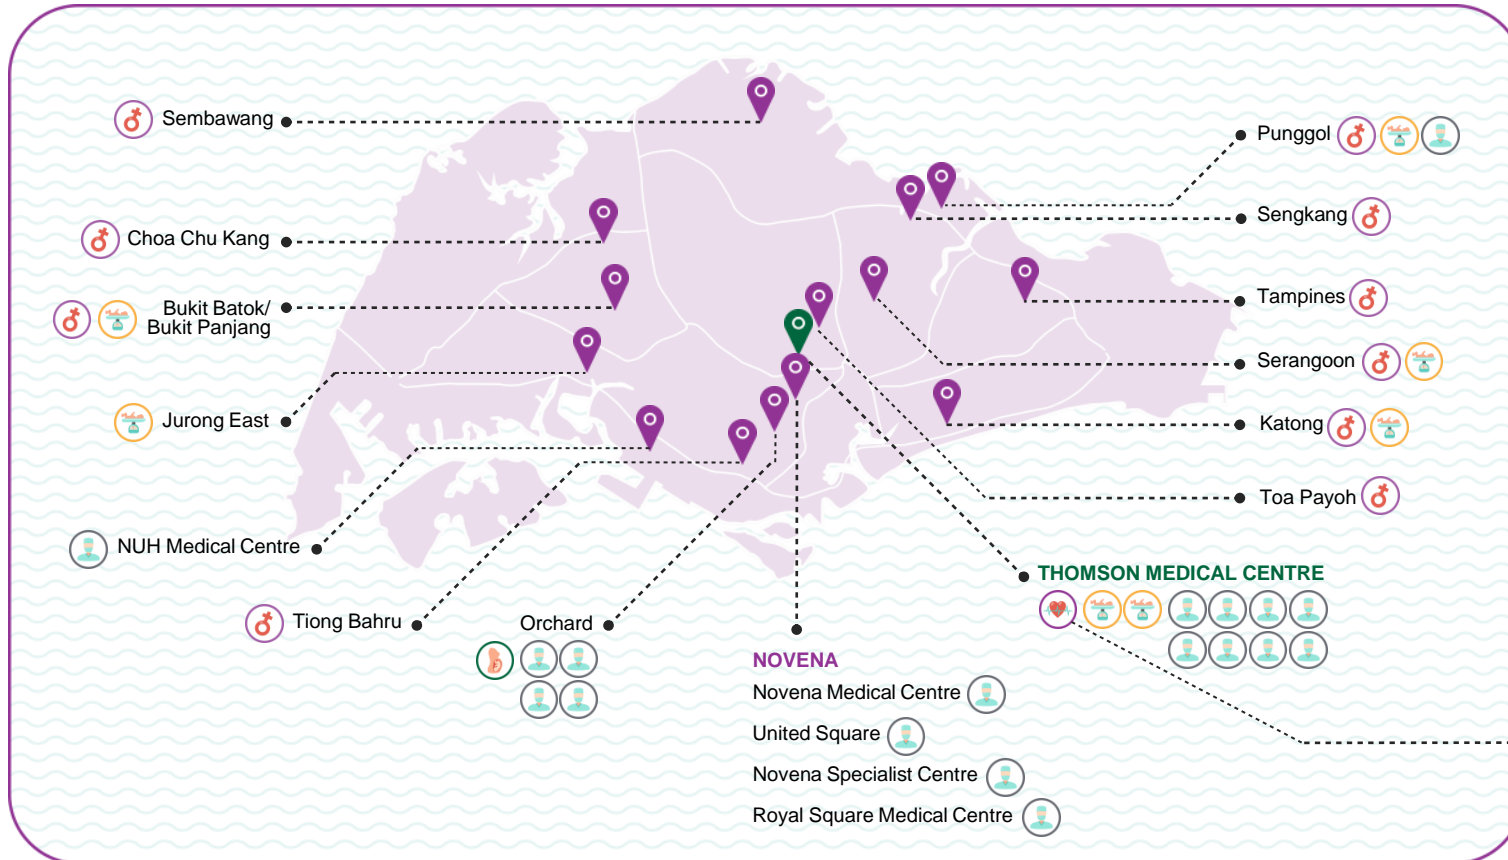 Sembawang
Choa Chu Kang
Bukit Batok/
Bukit Panjang
Jurong East
NUH Medical Centre
Tiong Bahru
Orchard
NOVENA
Novena Medical Centre
United Square
Novena Specialist Centre
Royal Square Medical Centre
Punggol
Sengkang
Tampines
Serangoon
Katong
Toa Payoh
THOMSON MEDICAL CENTRE